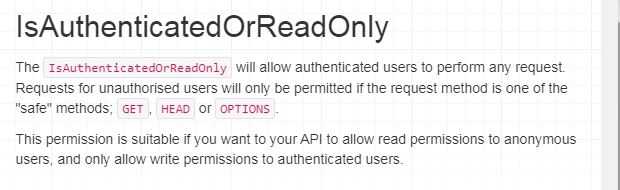 IsAuthenticatedOrReadOnly
The IsAuthenticatedOrReadOnly will allow authenticated users to perform any request.
Requests for unauthorised users will only be permitted if the request method is one of the
"safe" methods; GET, HEAD or OPTIONS.
This permission is suitable if you want to your API to allow read permissions to anonymous
users, and only allow write permissions to authenticated users.